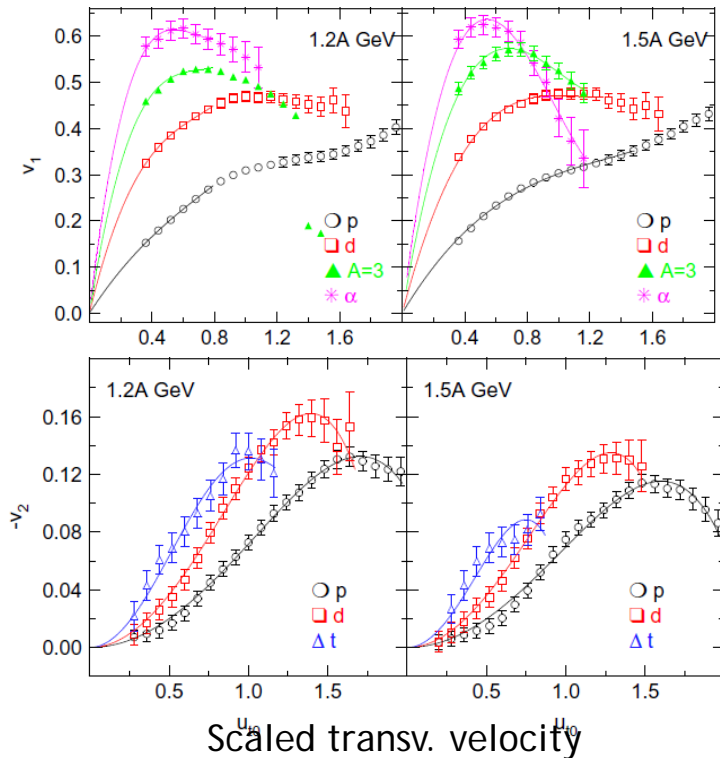 1.2A GeV
1.5A GeV
0.6
0.5
0.4
0.3
0.2
0.1
0.0
v1
p
d
A=3
α
p
d
A=3
α
0.4 0.8 1.2 1.6
0.4 0.8 1.2 1.6
1.2A GeV
1.5A GeV
0.16
0.12
0.08
0.04
0.00
-v2
p
d
t
p
d
t
0.5 1.0 1.5
0.5 1.0 1.5
ut0
ut0
Scaled transv. velocity